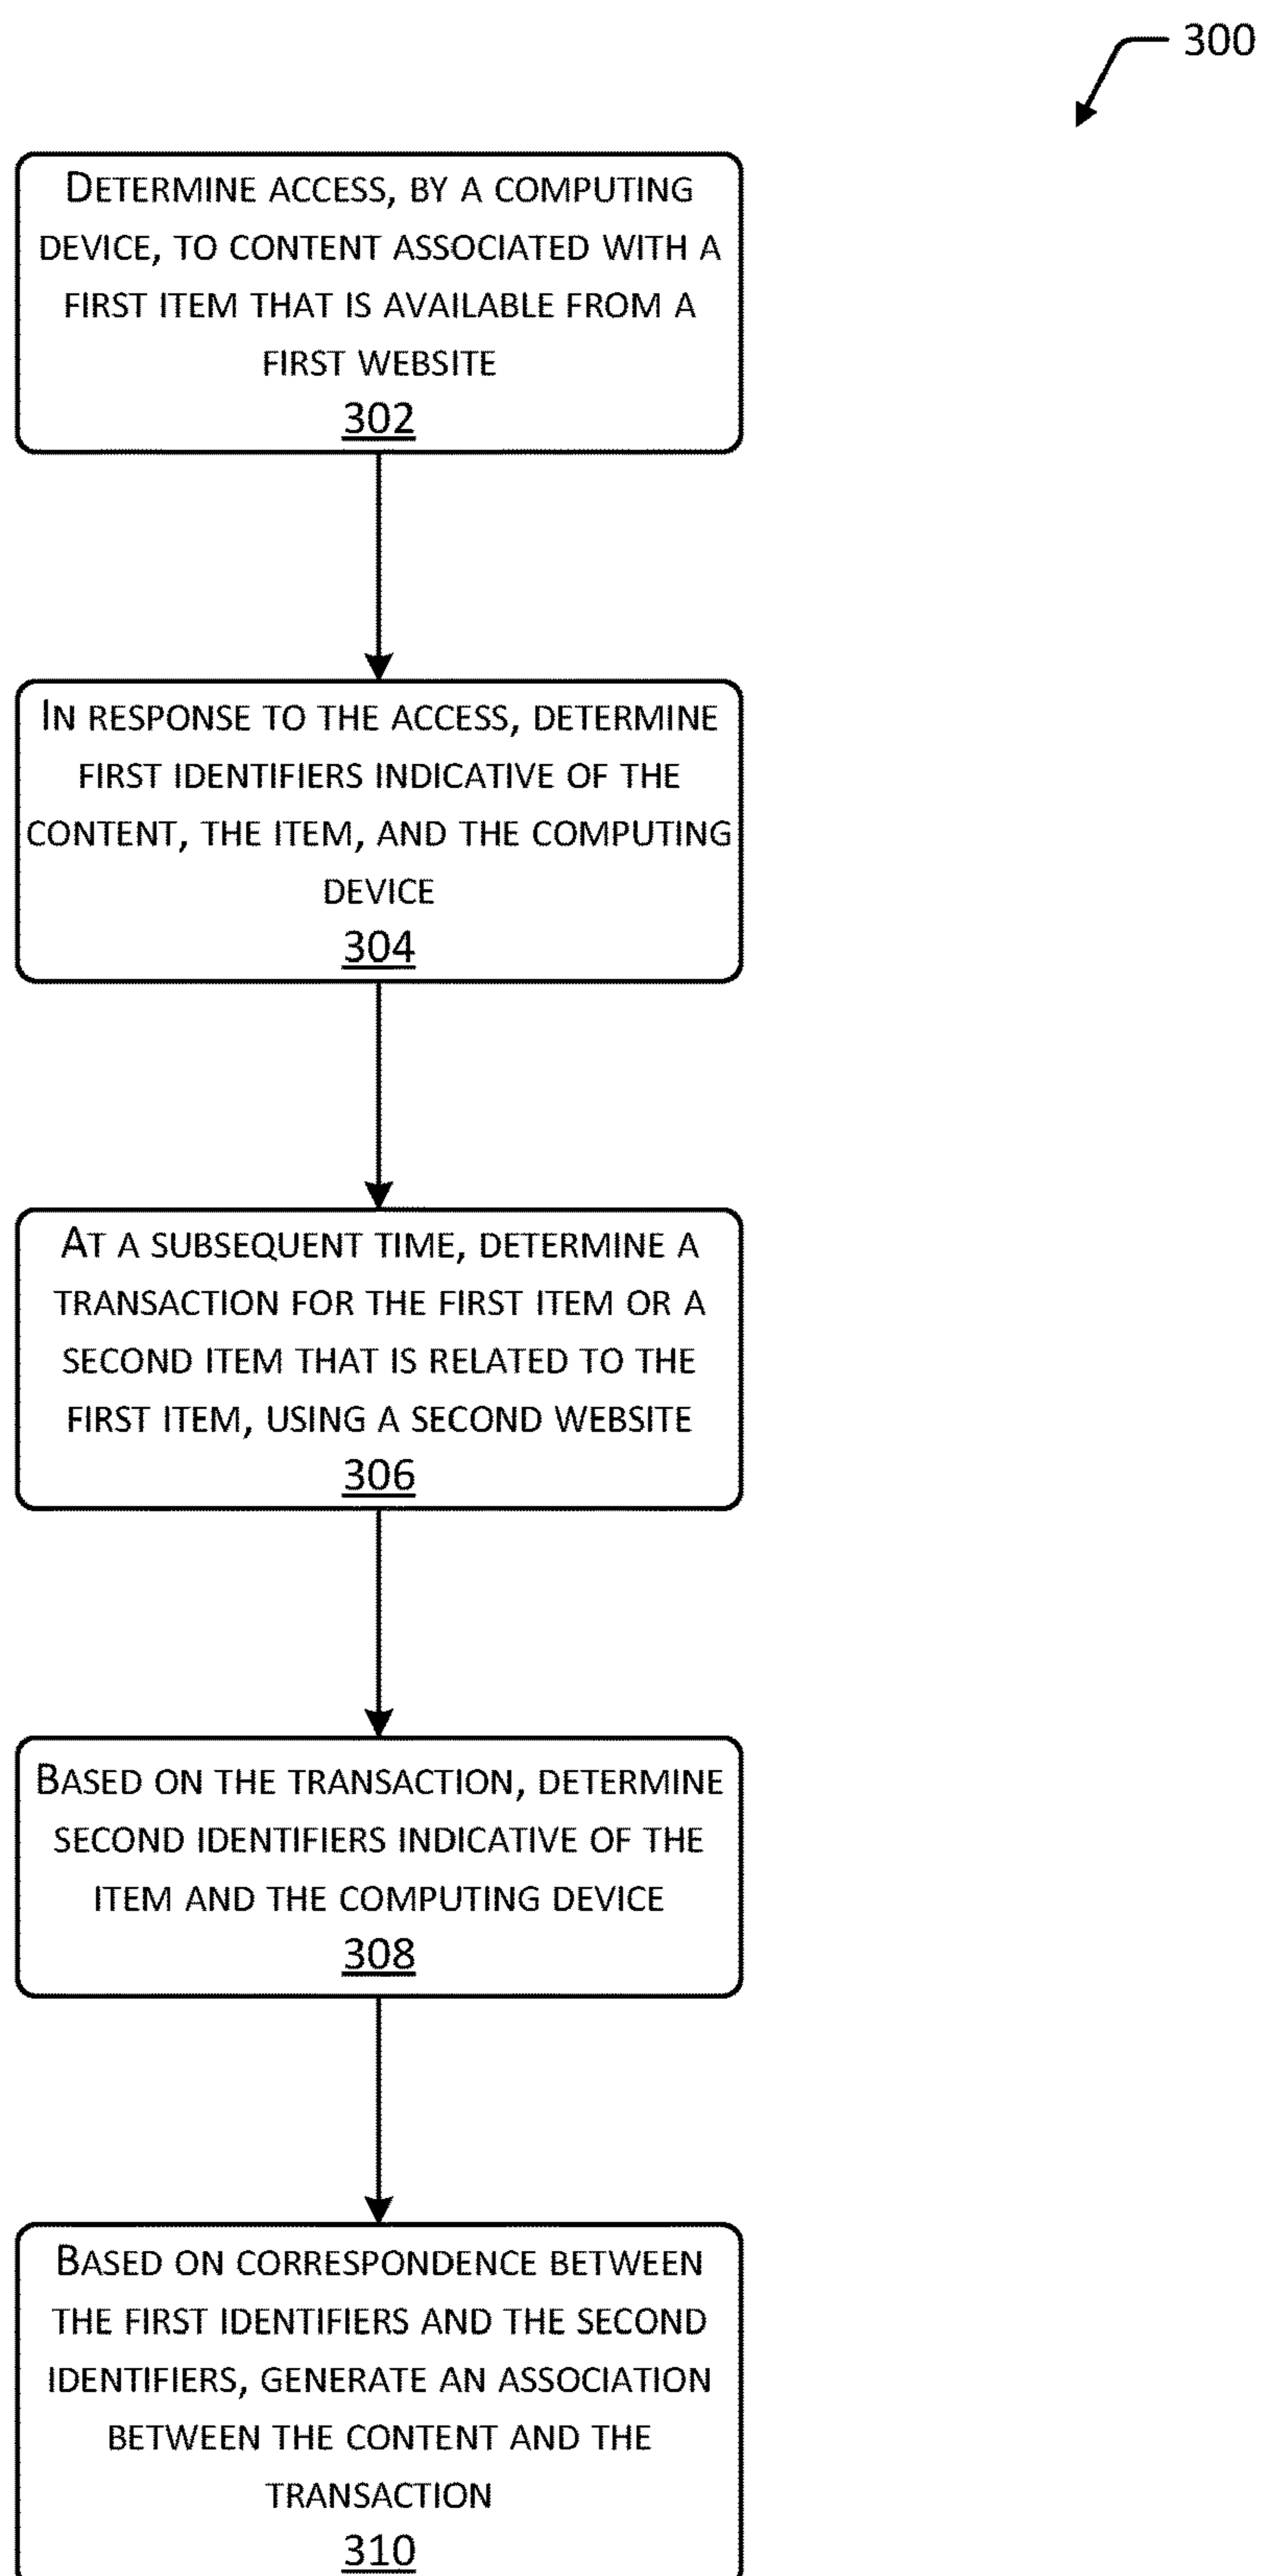 300
DETERMINE ACCESS, BY A COMPUTING
DEVICE, TO CONTENT ASSOCIATED WITH A
FIRST ITEM THAT IS AVAILABLE FROM A
FIRST WEBSITE
302
IN RESPONSE TO THE ACCESS, DETERMINE
FIRST IDENTIFIERS INDICATIVE OF THE
CONTENT, THE ITEM, AND THE COMPUTING
DEVICE
304
AT A SUBSEQUENT TIME, DETERMINE A
TRANSACTION FOR THE FIRST ITEM OR A
SECOND ITEM THAT IS RELATED TO THE
FIRST ITEM, USING A SECOND WEBSITE
306
BASED ON THE TRANSACTION, DETERMINE
SECOND IDENTIFIERS INDICATIVE OF THE
ITEM AND THE COMPUTING DEVICE
308
BASED ON CORRESPONDENCE BETWEEN
THE FIRST IDENTIFIERS AND THE SECOND
IDENTIFIERS, GENERATE AN ASSOCIATION
BETWEEN THE CONTENT AND THE
TRANSACTION
310